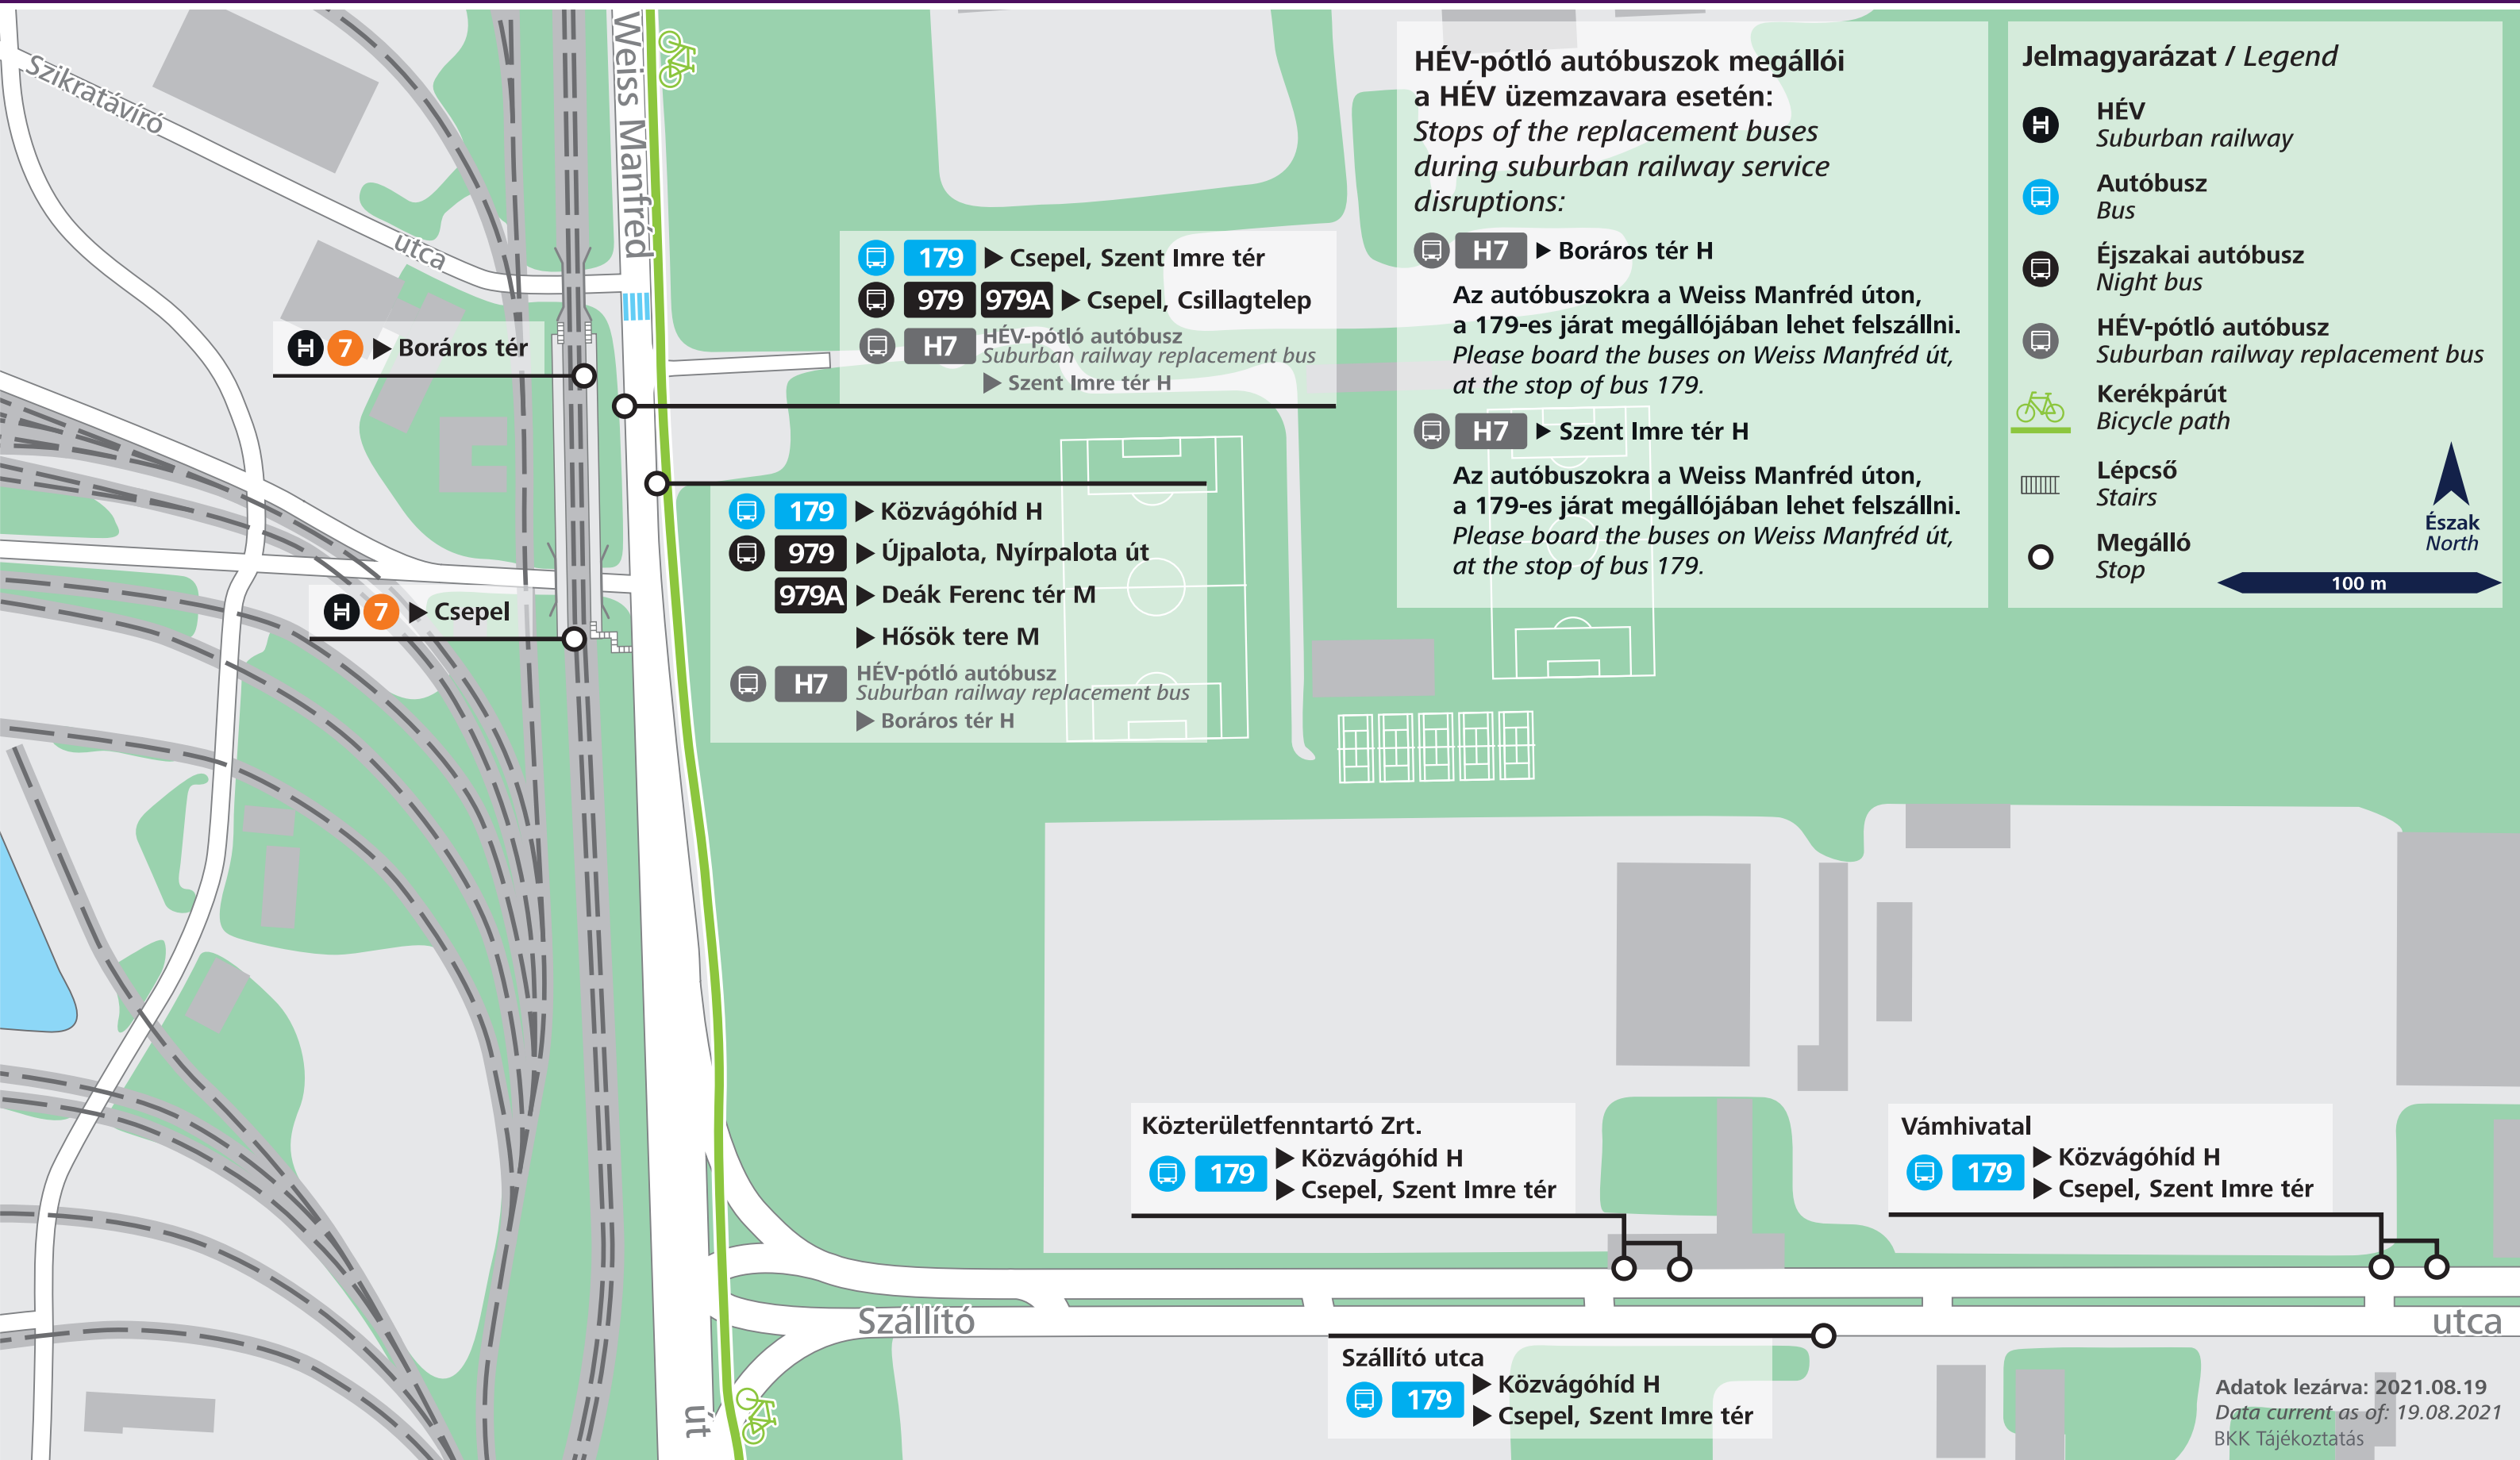 Szikratávíró
utca
Weiss Manfréd
H 7 ▶ Boráros tér
179 ▶ Csepel, Szent Imre tér
979 979A ▶ Csepel, Csillagtelep
H7 HÉV-pótló autóbusz
Suburban railway replacement bus
▶ Szent Imre tér H
179 ▶ Közvágóhíd H
979 ▶ Újpalota, Nyírpalota út
979A ▶ Deák Ferenc tér M
▶ Hősök tere M
H7 HÉV-pótló autóbusz
Suburban railway replacement bus
▶ Boráros tér H
H 7 ▶ Csepel
HÉV-pótló autóbuszok megállói
a HÉV üzemzavara esetén:
Stops of the replacement buses
during suburban railway service
disruptions:
H7 ▶ Boráros tér H
Az autóbuszokra a Weiss Manfréd úton,
a 179-es járat megállójában lehet felszállni.
Please board the buses on Weiss Manfréd út,
at the stop of bus 179.
H7 ▶ Szent Imre tér H
Az autóbuszokra a Weiss Manfréd úton,
a 179-es járat megállójában lehet felszállni.
Please board the buses on Weiss Manfréd út,
at the stop of bus 179.
Jelmagyarázat / Legend
H HÉV
Suburban railway
Autóbusz
Bus
Éjszakai autóbusz
Night bus
HÉV-pótló autóbusz
Suburban railway replacement bus
Kerékpárút
Bicycle path
Lépcső
Stairs
Megálló
Stop
Észak
North
100 m
Közterületfenntartó Zrt.
179 ▶ Közvágóhíd H
▶ Csepel, Szent Imre tér
Vámhivatal
179 ▶ Közvágóhíd H
▶ Csepel, Szent Imre tér
Szállító
utca
Szállító utca
179 ▶ Közvágóhíd H
▶ Csepel, Szent Imre tér
út
Adatok lezárva: 2021.08.19
Data current as of: 19.08.2021
BKK Tájékoztatás